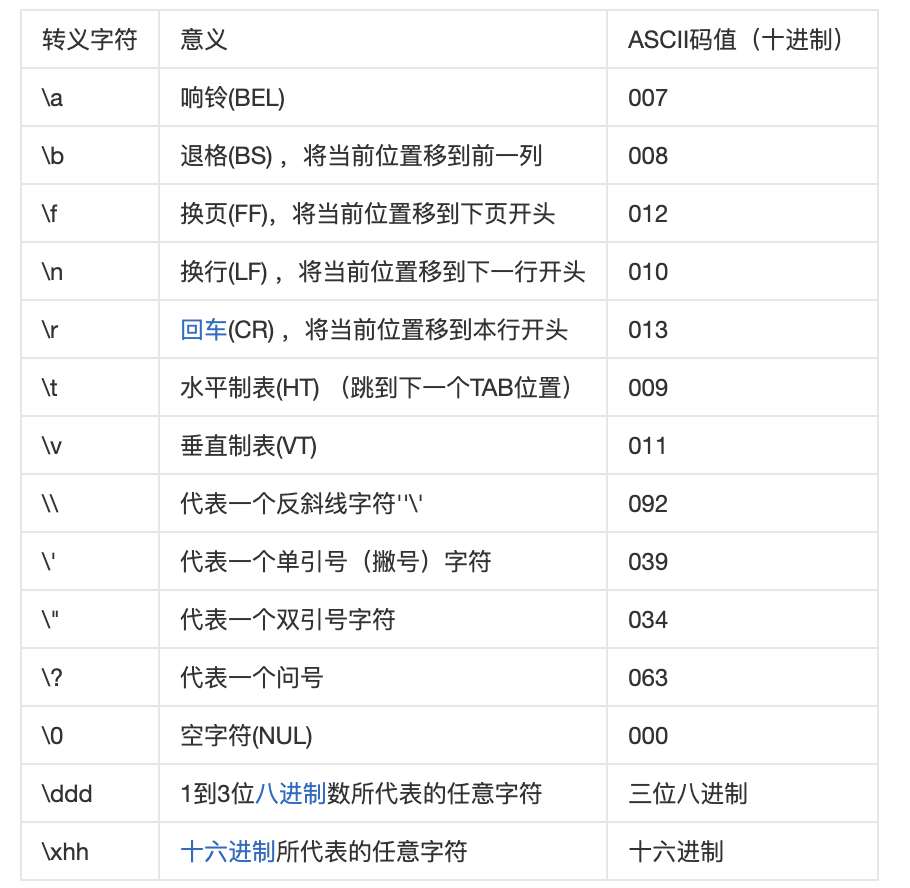 转义字符 意义 ASCII码值（十进制）
\a 响铃(BEL) 007
\b 退格(BS) ，将当前位置移到前一列 008
\f 换页(FF)，将当前位置移到下页开头 012
\n 换行(LF) ，将当前位置移到下一行开头 010
\r 回车(CR) ，将当前位置移到本行开头 013
\t 水平制表(HT) （跳到下一个TAB位置） 009
\v 垂直制表(VT) 011
\\ 代表一个反斜线字符''\' 092
\' 代表一个单引号（撇号）字符 039
\" 代表一个双引号字符 034
\? 代表一个问号 063
\0 空字符(NUL) 000
\ddd 1到3位八进制数所代表的任意字符 三位八进制
\xhh 十六进制所代表的任意字符 十六进制